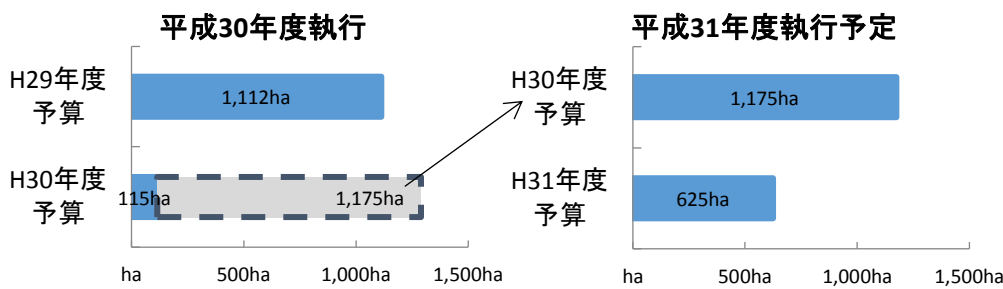 平成30年度執行
H29年度
予算
1,112ha
H30年度
予算
115ha
1,175ha
ha
500ha
1,000ha
1,500ha
平成31年度執行予定
H30年度
予算
1,175ha
H31年度
予算
625ha
ha
500ha
1,000ha
1,500ha